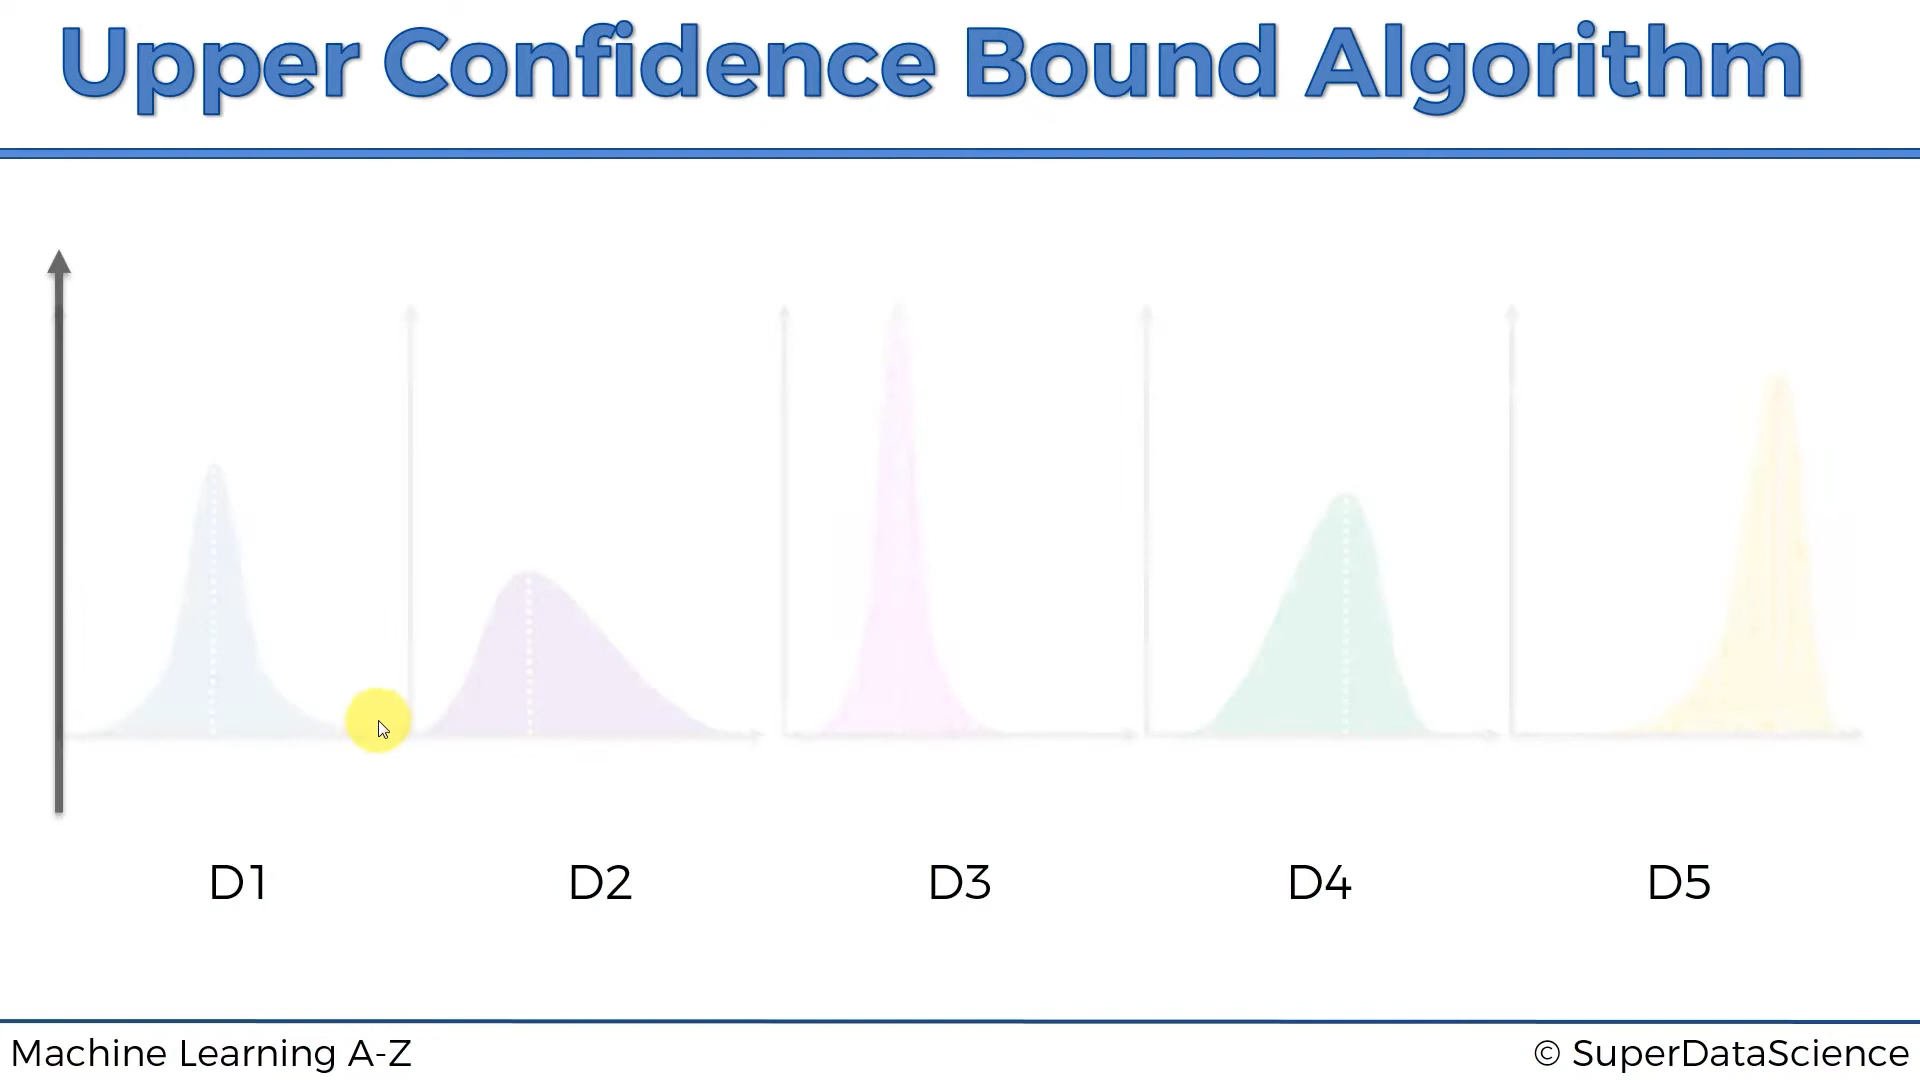 Upper Confidence Bound Algorithm
D1 D2 D3 D4 D5
Machine Learning A-Z © SuperDataScience